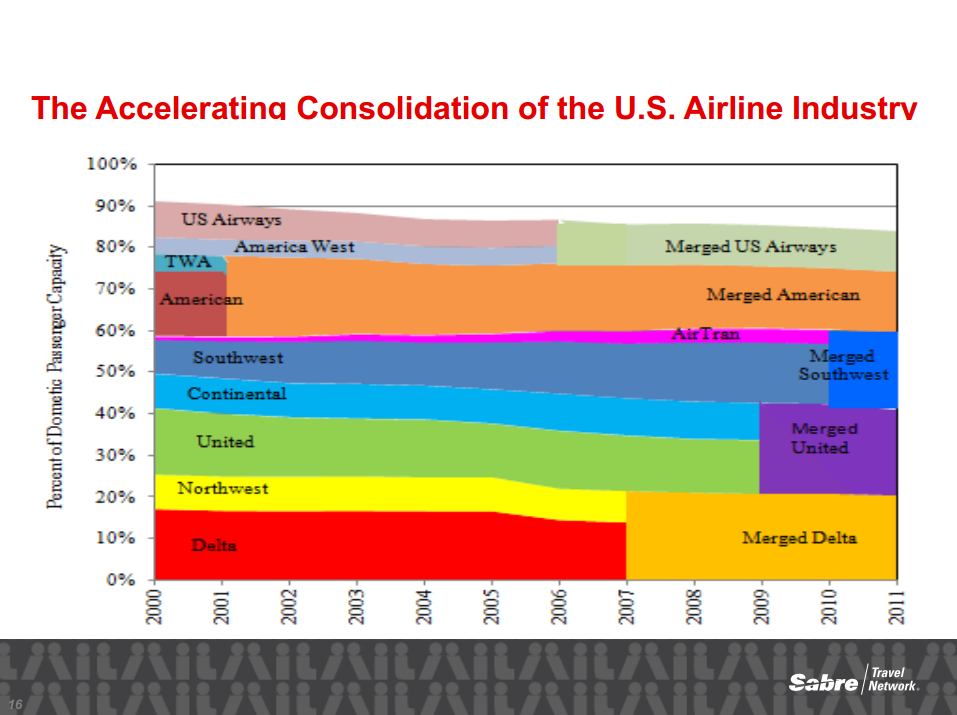 The Accelerating Consolidation of the U.S. Airline Industry
Percent of Dometic Passenger Capacity
100%
90%
80%
70%
60%
50%
40%
30%
20%
10%
0%
US Airways
America West
Merged US Airways
TWA
American
Merged American
AirTran
Southwest
Merged
Southwest
Continental
United
Merged
United
Northwest
Delta
Merged Delta
2000
2001
2002
2003
2004
2005
2006
2007
2008
2009
2010
2011
16
Sabre
Travel
Network.